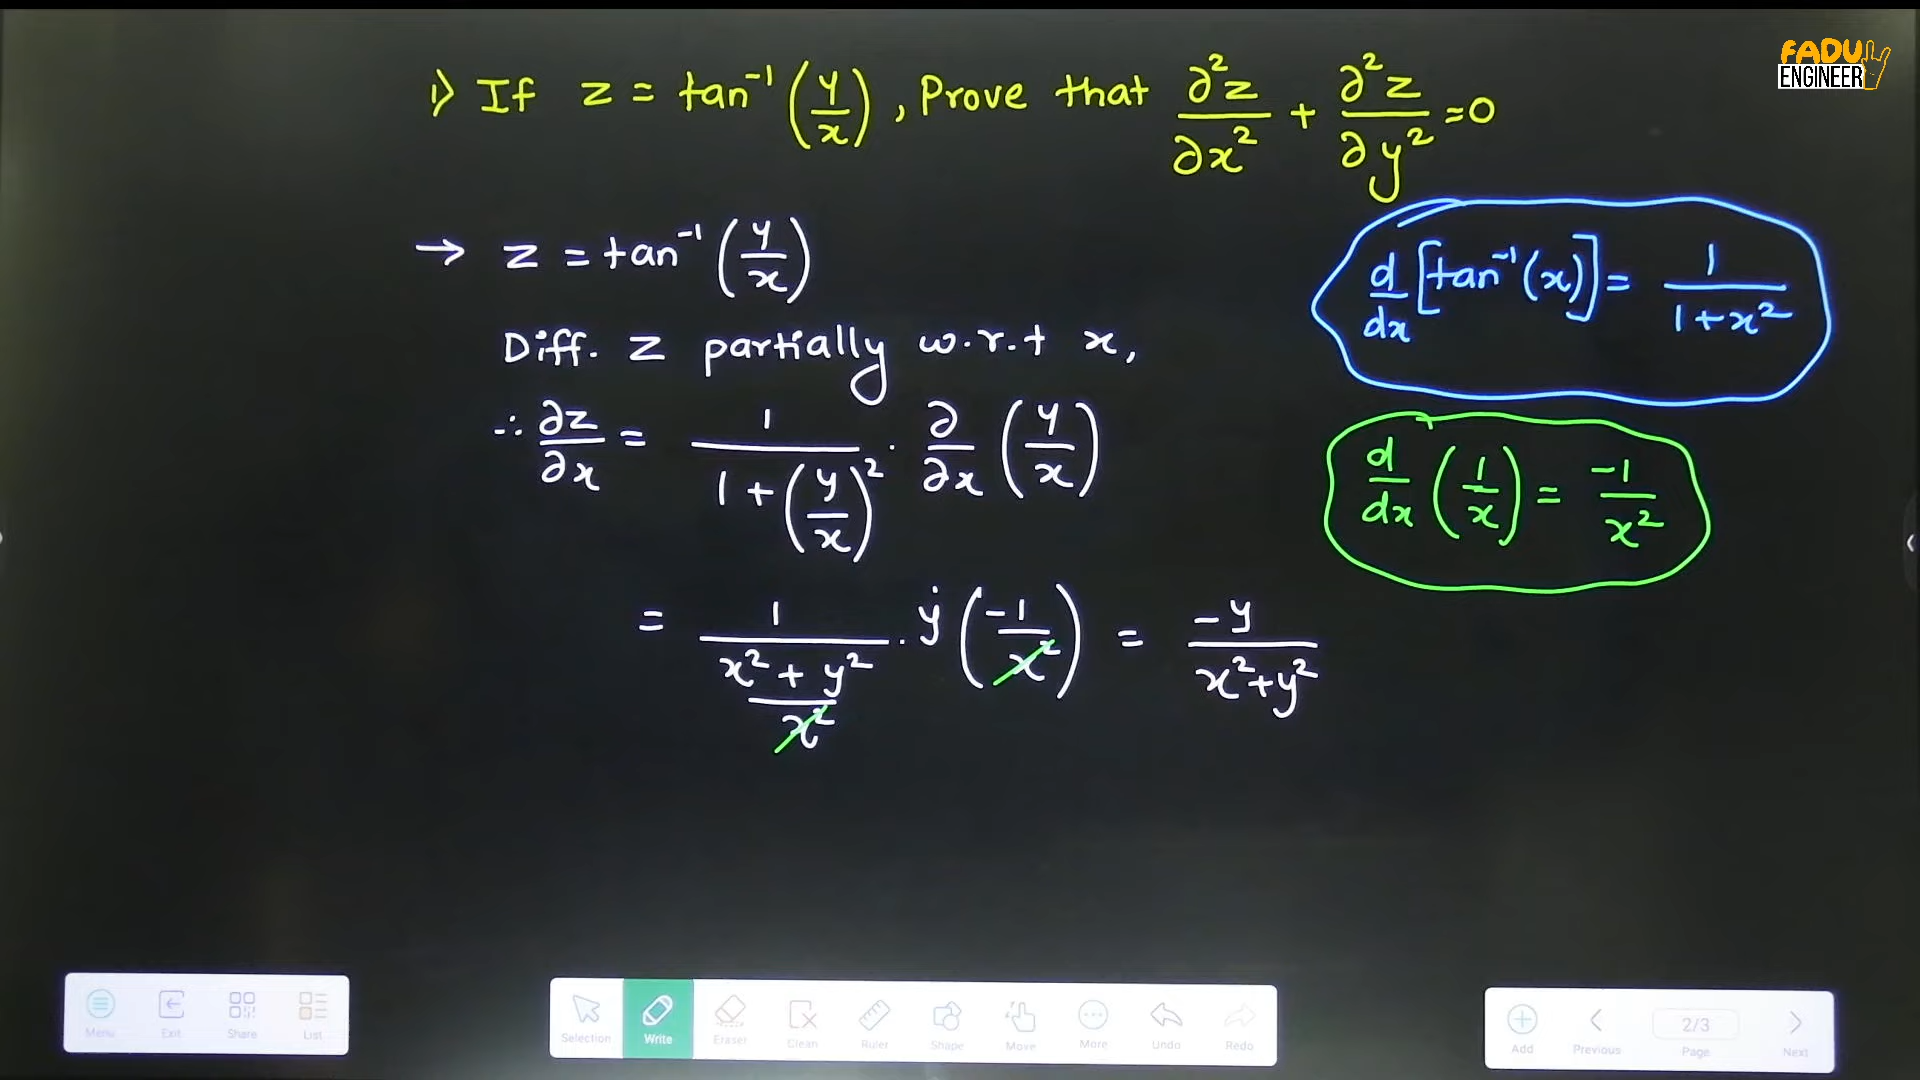 FADU ENGINEER
1) If z = tan⁻¹(y/x), Prove that ∂²z/∂x² + ∂²z/∂y² = 0
→ z = tan⁻¹(y/x)
Diff. z partially w.r.t x,
∴ ∂z/∂x = 1/(1+(y/x)²) · ∂/∂x (y/x)
= 1/((x²+y²)/x²) · y(-1/x²) = -y/(x²+y²)
d/dx [tan⁻¹(x)] = 1/(1+x²)
d/dx (1/x) = -1/x²
Menu Exit Share List
Selection Write Eraser Clean Ruler Shape Move More Undo Redo
Add Previous 2/3 Page Next